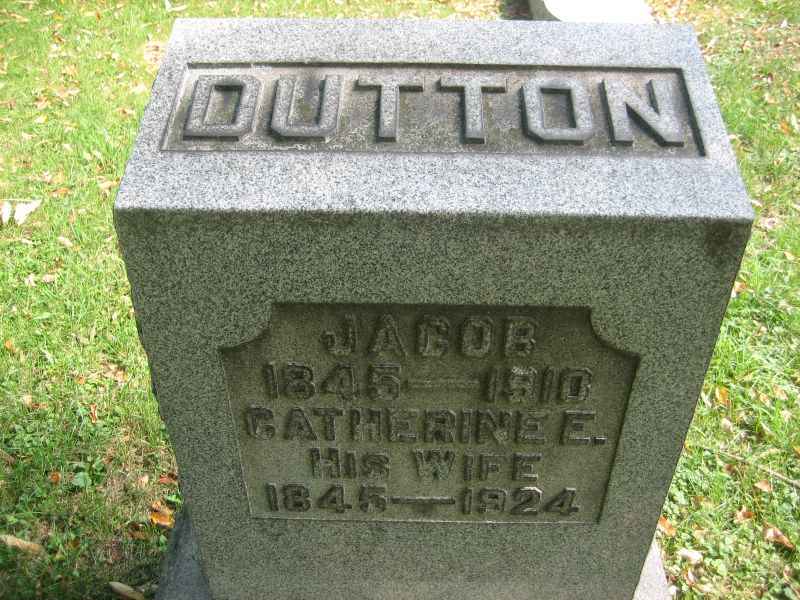 DUTTON
JACOB
1845—1910
CATHERINE E.
HIS WIFE
1845—1924